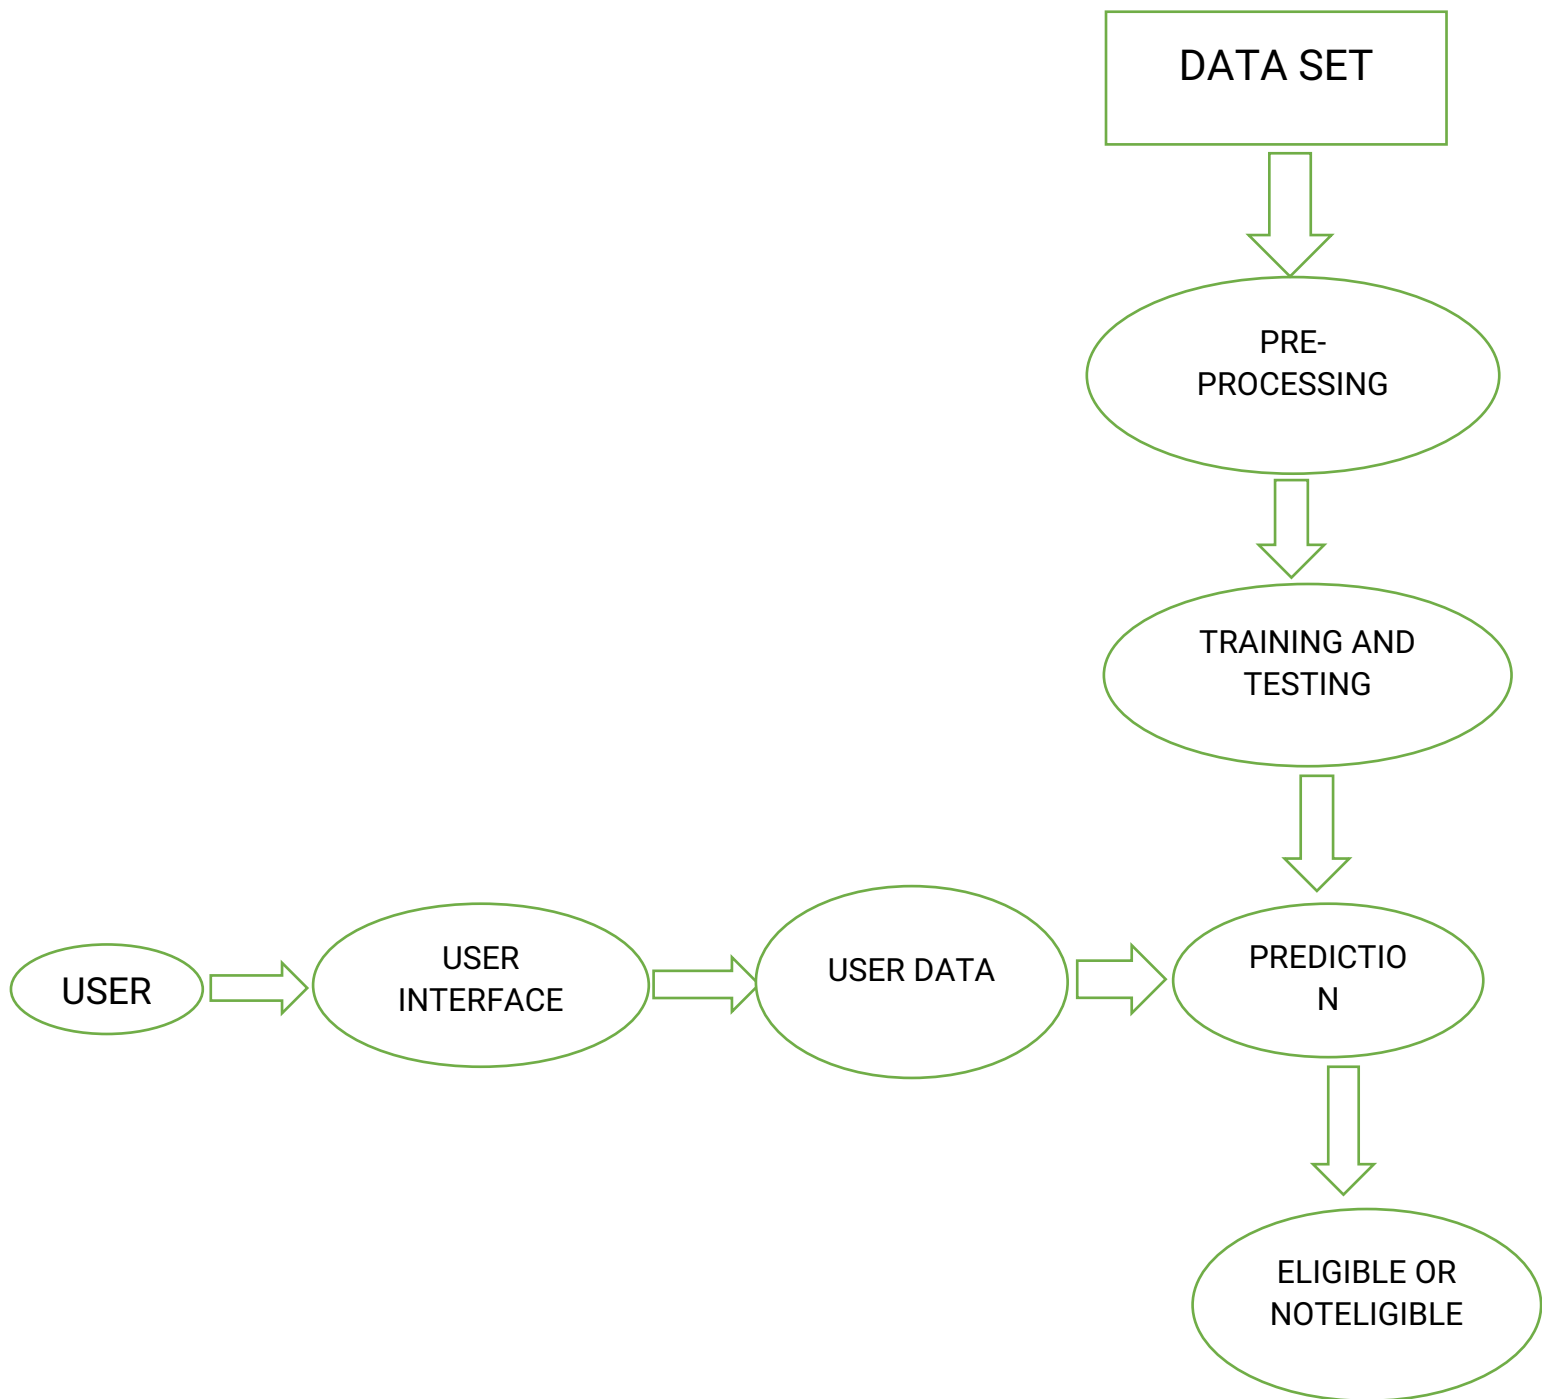 DATA SET
PRE-
PROCESSING
TRAINING AND
TESTING
USER
USER
INTERFACE
USER DATA
PREDICTIO
N
ELIGIBLE OR
NOTELIGIBLE